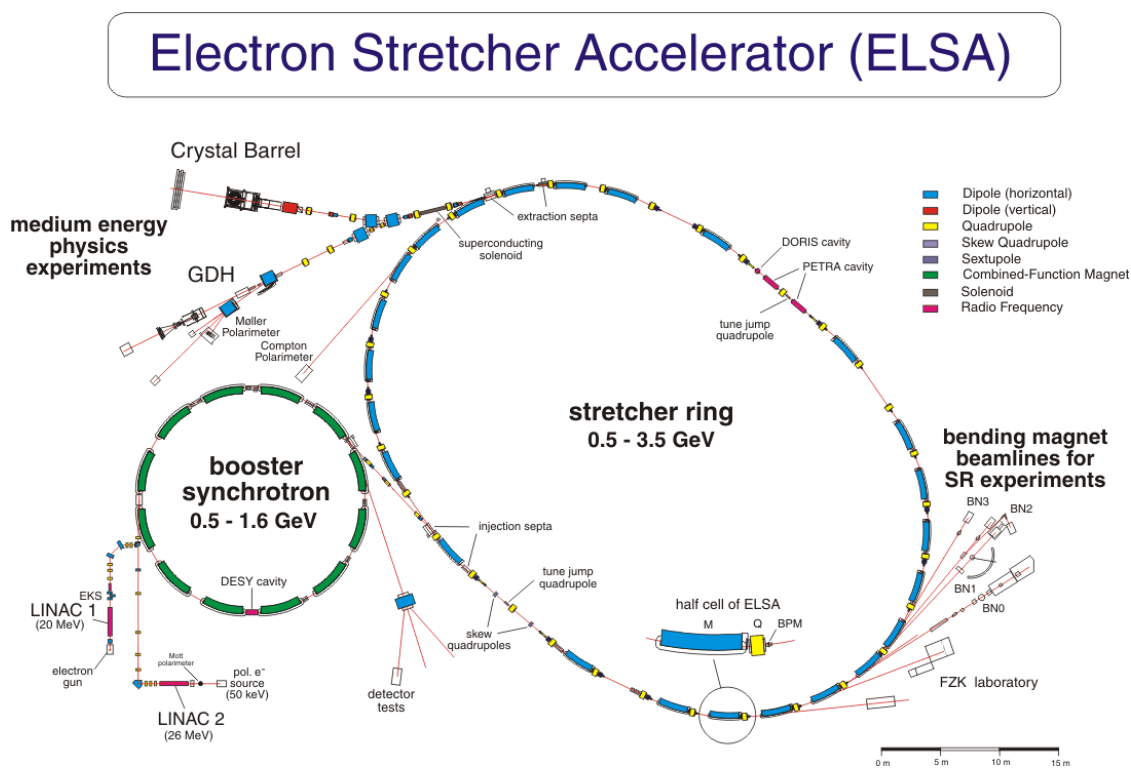 Electron Stretcher Accelerator (ELSA)
Crystal Barrel
medium energy
physics
experiments
GDH
Møller
Polarimeter
Compton
Polarimeter
extraction septa
superconducting
solenoid
DORIS cavity
PETRA cavity
tune jump
quadrupole
Dipole (horizontal)
Dipole (vertical)
Quadrupole
Skew Quadrupole
Sextupole
Combined-Function Magnet
Solenoid
Radio Frequency
stretcher ring
0.5 - 3.5 GeV
booster
synchrotron
0.5 - 1.6 GeV
DESY cavity
injection septa
tune jump
quadrupole
skew
quadrupoles
detector
tests
half cell of ELSA
M
Q
BPM
bending magnet
beamlines for
SR experiments
BN3
BN2
BN1
BN0
FZK laboratory
EKS
LINAC 1
(20 MeV)
electron
gun
Mott
polarimeter
pol. e⁻
source
(50 keV)
LINAC 2
(26 MeV)
0 m
5 m
10 m
15 m